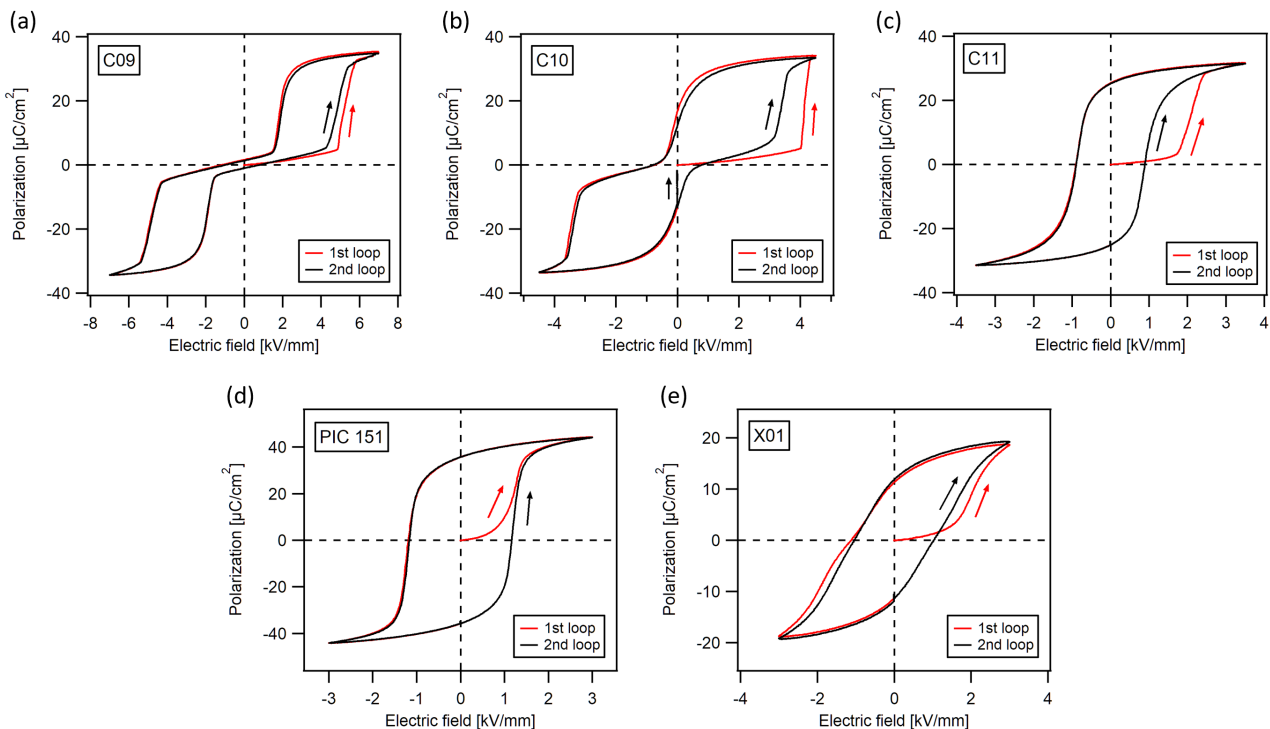 (a)
C09
Polarization [µC/cm²]
40
20
0
-20
-40
-8 -6 -4 -2 0 2 4 6 8
Electric field [kV/mm]
1st loop
2nd loop
(b)
C10
Polarization [µC/cm²]
40
20
0
-20
-40
-4 -2 0 2 4
Electric field [kV/mm]
1st loop
2nd loop
(c)
C11
Polarization [µC/cm²]
40
20
0
-20
-40
-4 -3 -2 -1 0 1 2 3 4
Electric field [kV/mm]
1st loop
2nd loop
(d)
PIC 151
Polarization [µC/cm²]
40
20
0
-20
-40
-3 -2 -1 0 1 2 3
Electric field [kV/mm]
1st loop
2nd loop
(e)
X01
Polarization [µC/cm²]
20
10
0
-10
-20
-4 -2 0 2 4
Electric field [kV/mm]
1st loop
2nd loop